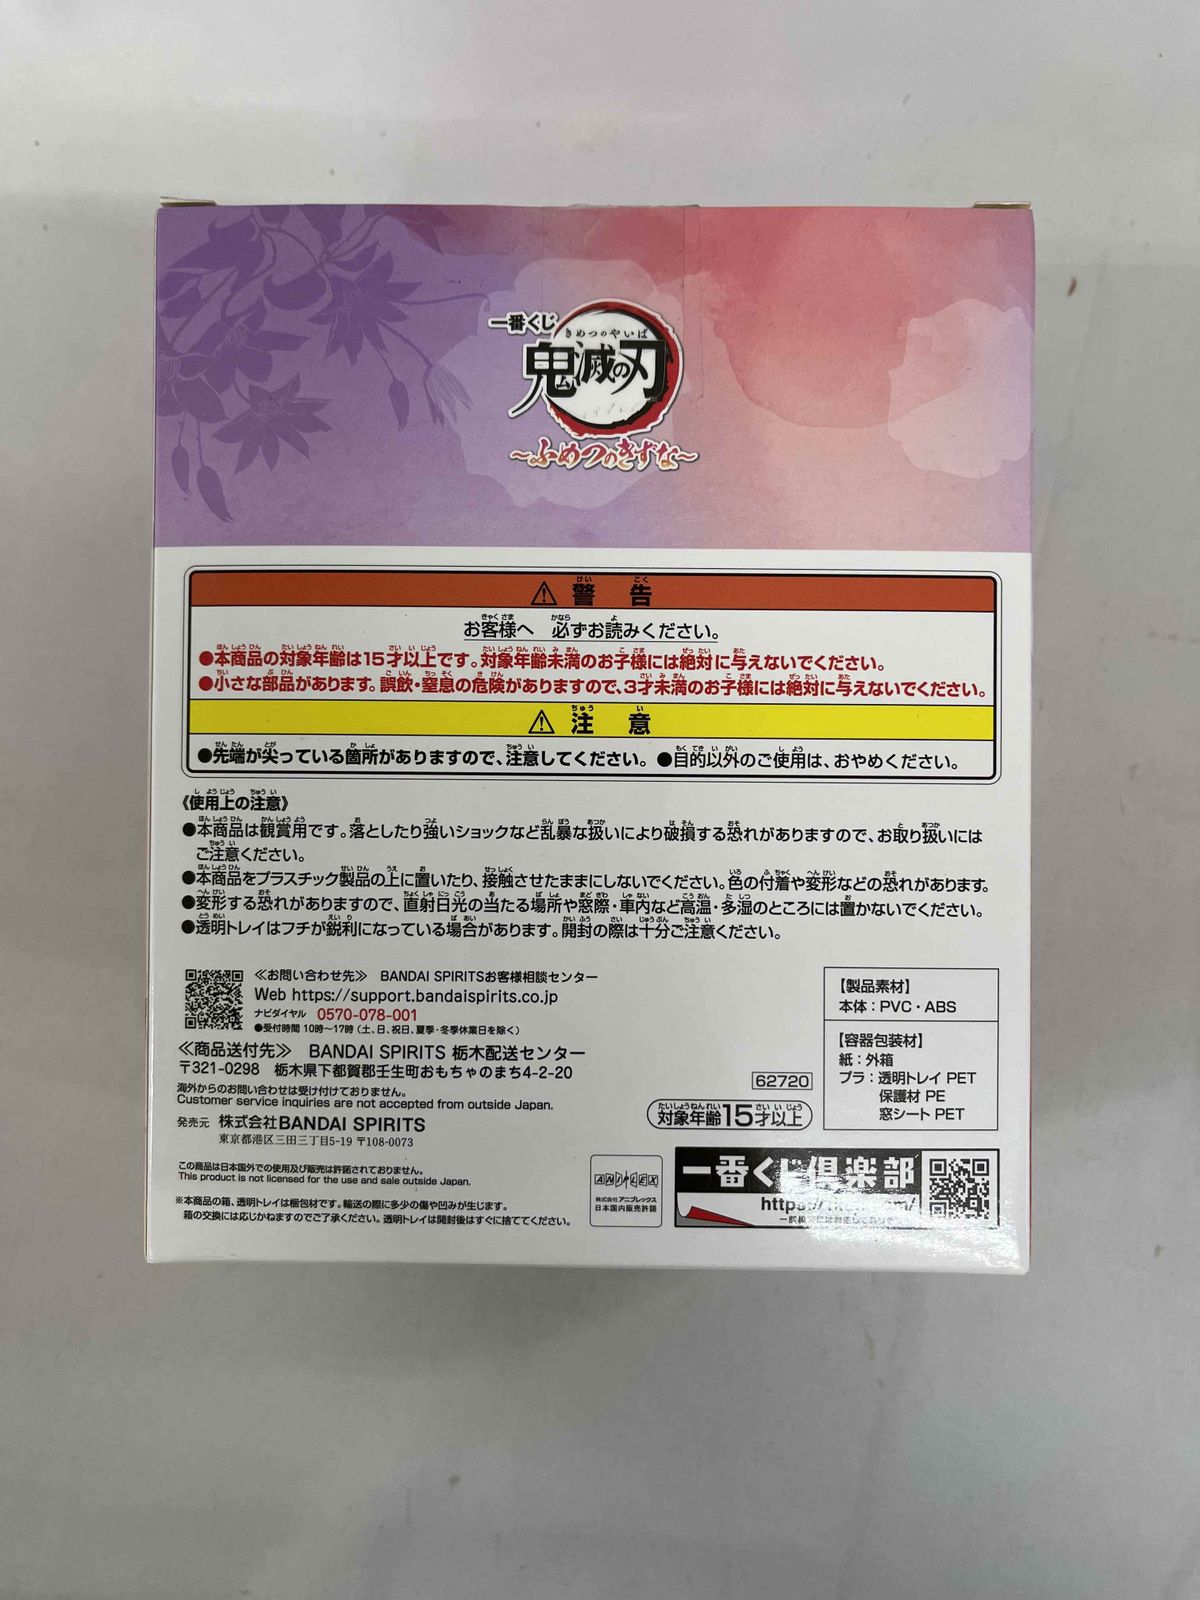 一番くじ
きめつのやいば
鬼滅の刃
～ふめつのきずな～
⚠ 警告
お客様へ 必ずお読みください。
●本商品の対象年齢は15才以上です。対象年齢未満のお子様には絶対に与えないでください。
●小さな部品があります。誤飲・窒息の危険がありますので、3才未満のお子様には絶対に与えないでください。
⚠ 注意
●先端が尖っている箇所がありますので、注意してください。●目的以外のご使用は、おやめください。
《使用上の注意》
●本商品は観賞用です。落としたり強いショックなど乱暴な扱いにより破損する恐れがありますので、お取り扱いには
ご注意ください。
●本商品をプラスチック製品の上に置いたり、接触させたままにしないでください。色の付着や変形などの恐れがあります。
●変形する恐れがありますので、直射日光の当たる場所や窓際・車内など高温・多湿のところには置かないでください。
●透明トレイはフチが鋭利になっている場合があります。開封の際は十分ご注意ください。
≪お問い合わせ先≫ BANDAI SPIRITSお客様相談センター
Web https://support.bandaispirits.co.jp
ナビダイヤル 0570-078-001
●受付時間 10時〜17時（土、日、祝日、夏季・冬季休業日を除く）
≪商品送付先≫ BANDAI SPIRITS 栃木配送センター
〒321-0298 栃木県下都賀郡壬生町おもちゃのまち4-2-20
海外からのお問い合わせは受け付けておりません。
Customer service inquiries are not accepted from outside Japan.
発売元 株式会社BANDAI SPIRITS
東京都港区三田三丁目5-19 〒108-0073
この商品は日本国外での使用及び販売は許諾されておりません。
This product is not licensed for the use and sale outside Japan.
※本商品の箱、透明トレイは梱包材です。輸送の際に多少の傷や凹みが生じます。
箱の交換には応じかねますのでご了承ください。透明トレイは開封後はすぐに捨ててください。
【製品素材】
本体：PVC・ABS
【容器包装材】
紙：外箱
プラ：透明トレイ PET
保護材 PE
窓シート PET
62720
対象年齢15才以上
ANIPLEX
株式会社アニプレックス
日本国内販売許諾
一番くじ倶楽部